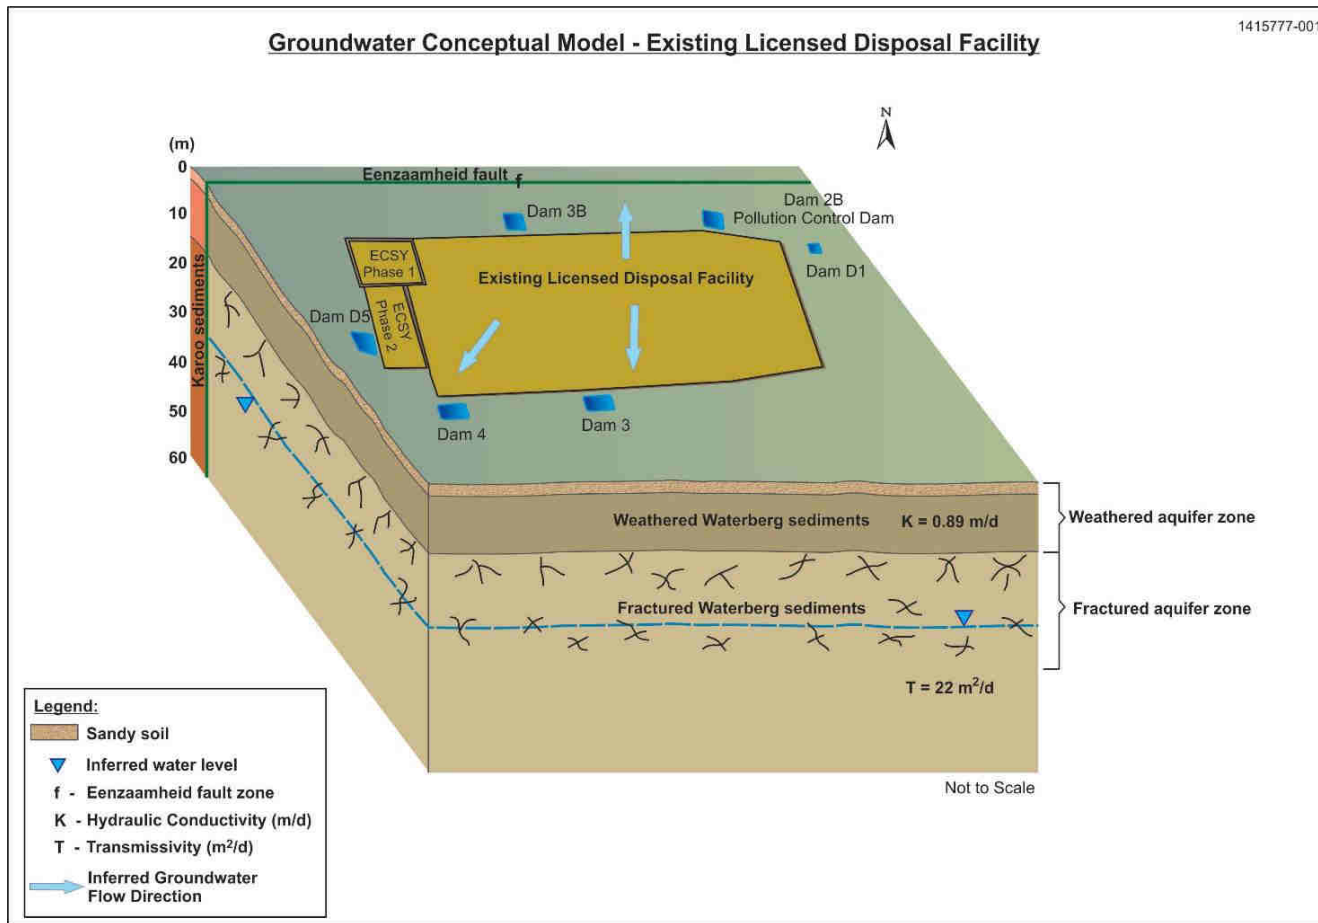 1415777-001
Groundwater Conceptual Model - Existing Licensed Disposal Facility
N
(m)
0
10
20
30
40
50
60
Karoo sediments
Eenzaamheid fault f
Dam 3B
Dam 2B
Pollution Control Dam
Dam D1
ECSY
Phase 1
Existing Licensed Disposal Facility
ECSY
Phase 2
Dam D5
Dam 4
Dam 3
Weathered Waterberg sediments K = 0.89 m/d
Weathered aquifer zone
Fractured Waterberg sediments
Fractured aquifer zone
T = 22 m²/d
Not to Scale
Legend:
Sandy soil
Inferred water level
f - Eenzaamheid fault zone
K - Hydraulic Conductivity (m/d)
T - Transmissivity (m²/d)
Inferred Groundwater
Flow Direction